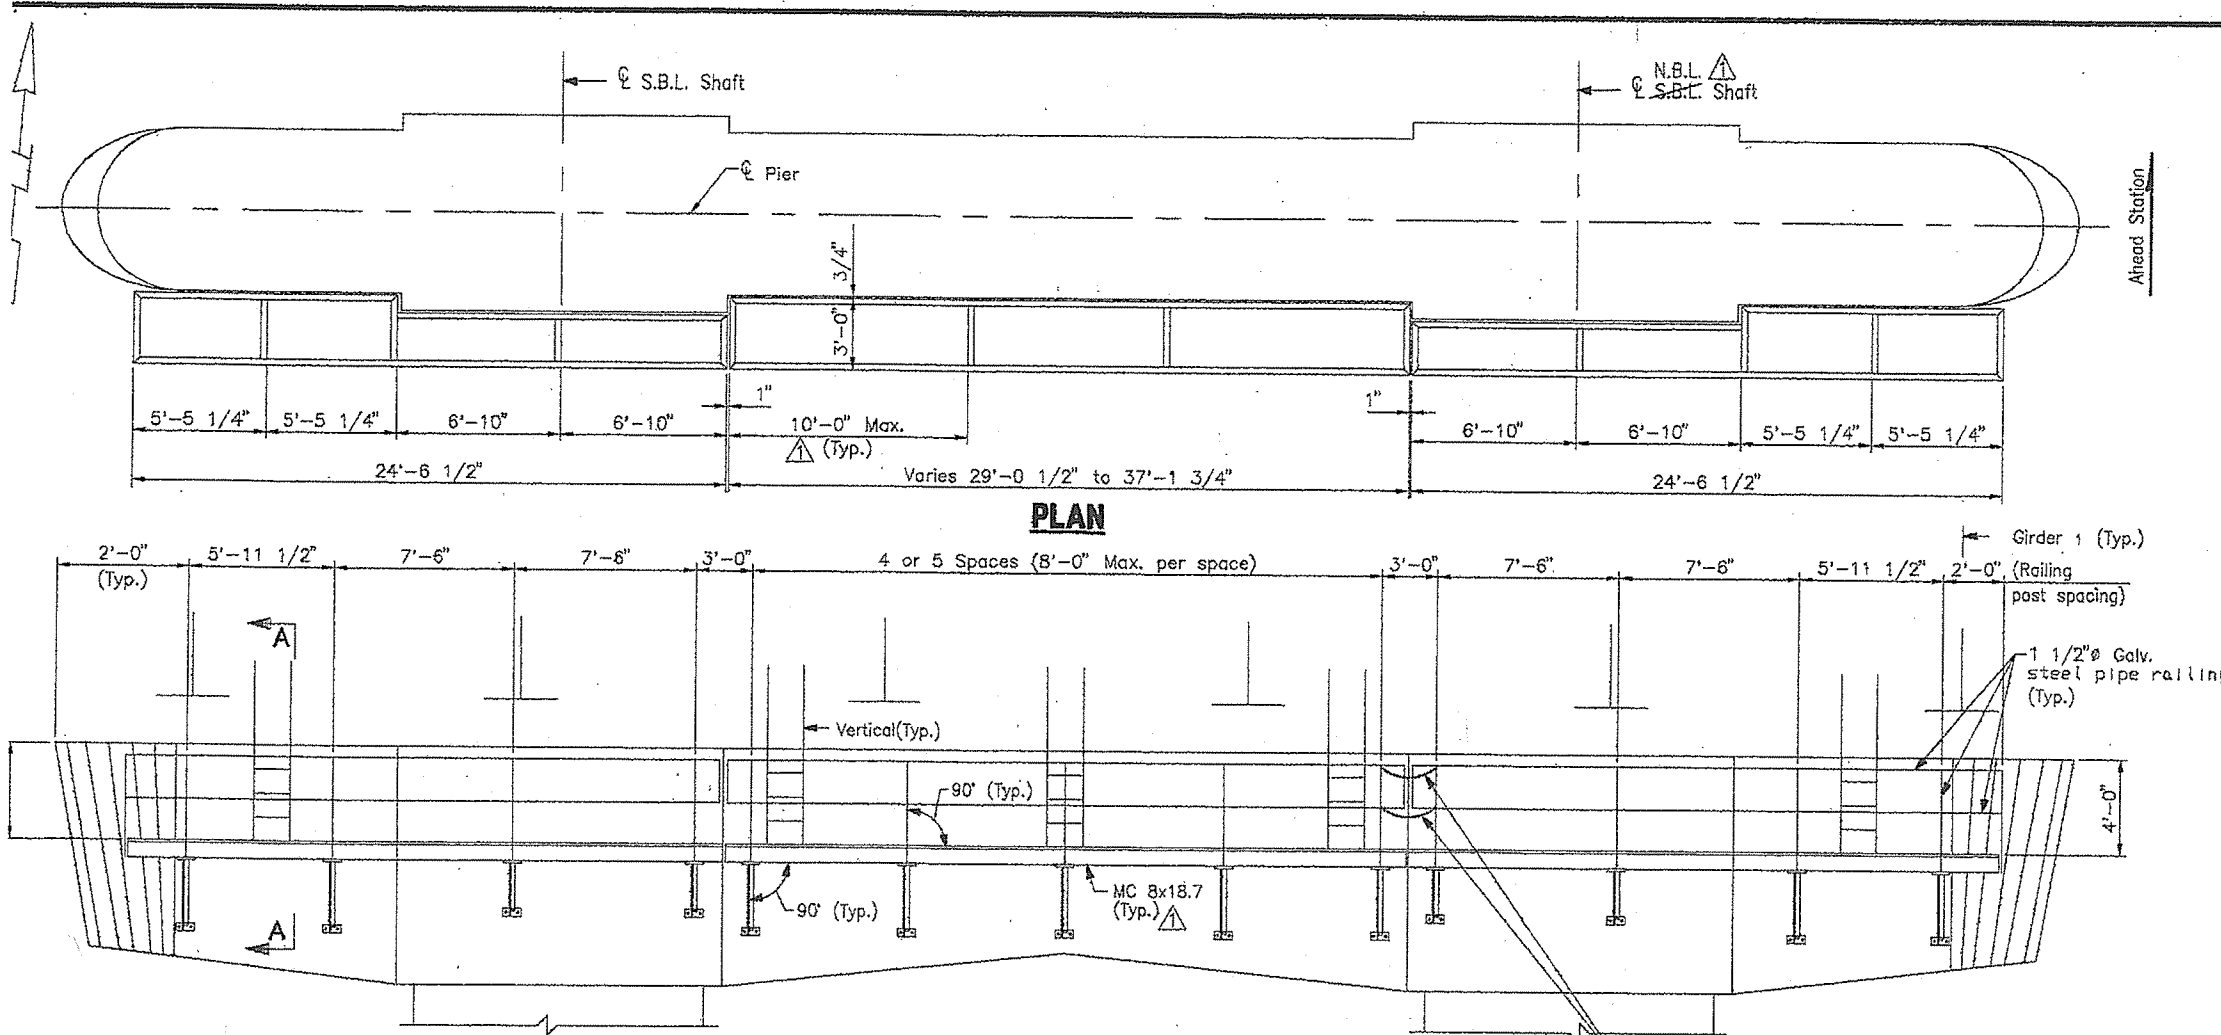 ℄ S.B.L. Shaft
N.B.L. 1
℄ S.B.L. Shaft
℄ Pier
Ahead Station
3/4"
3'-0"
1"
1"
5'-5 1/4"
5'-5 1/4"
6'-10"
6'-10"
10'-0" Max.
1 (Typ.)
6'-10"
6'-10"
5'-5 1/4"
5'-5 1/4"
24'-6 1/2"
Varies 29'-0 1/2" to 37'-1 3/4"
24'-6 1/2"
PLAN
2'-0"
(Typ.)
5'-11 1/2"
7'-6"
7'-6"
3'-0"
4 or 5 Spaces (8'-0" Max. per space)
3'-0"
7'-6"
7'-6"
5'-11 1/2"
2'-0"
Girder 1 (Typ.)
(Railing
post spacing)
A
1 1/2"ø Galv.
steel pipe railing
(Typ.)
Vertical(Typ.)
90° (Typ.)
4'-0"
MC 8x18.7
(Typ.) 1
90° (Typ.)
A